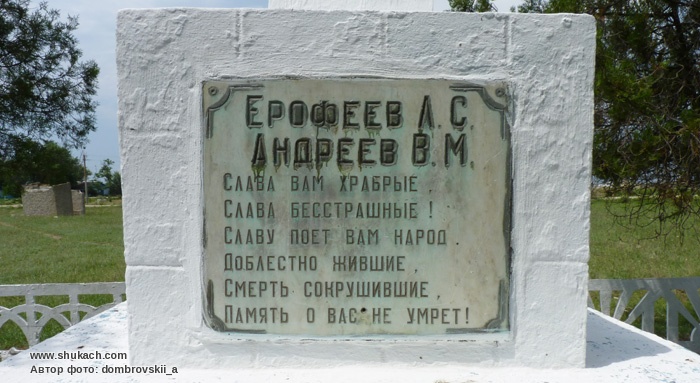 Ерофеев Л. С.
Андреев В. М.
Слава вам храбрые,
Слава бесстрашные!
Славу поет вам народ.
Доблестно жившие,
Смерть сокрушившие,
Память о вас не умрет!
www.shukach.com
Автор фото: dombrovskii_a